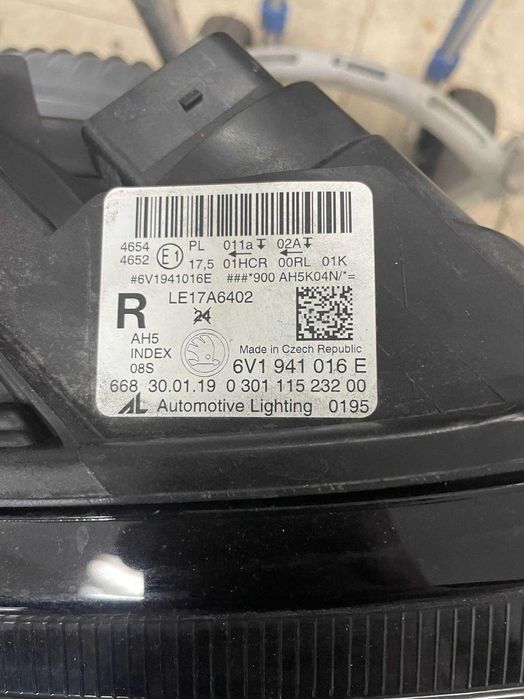 4654 PL 011a 02A
4652 E1 17,5 01HCR 00RL 01K
#6V1941016E ###*900 AH5K04N/*=
R LE17A6402
24
AH5
INDEX
08S
Made in Czech Republic
6V1 941 016 E
668 30.01.19 0 301 115 232 00
AL Automotive Lighting 0195